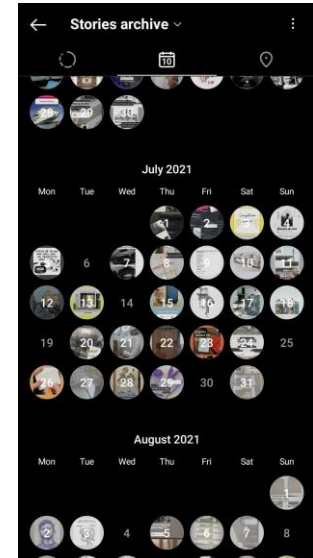 Stories archive
10
28 29 30
July 2021
Mon Tue Wed Thu Fri Sat Sun
1 2 3 4
6 7 8 9 10 11
12 13 14 15 16 17 18
19 20 21 22 23 24 25
26 27 28 29 30 31
August 2021
Mon Tue Wed Thu Fri Sat Sun
1
2 3 4 5 6 7 8